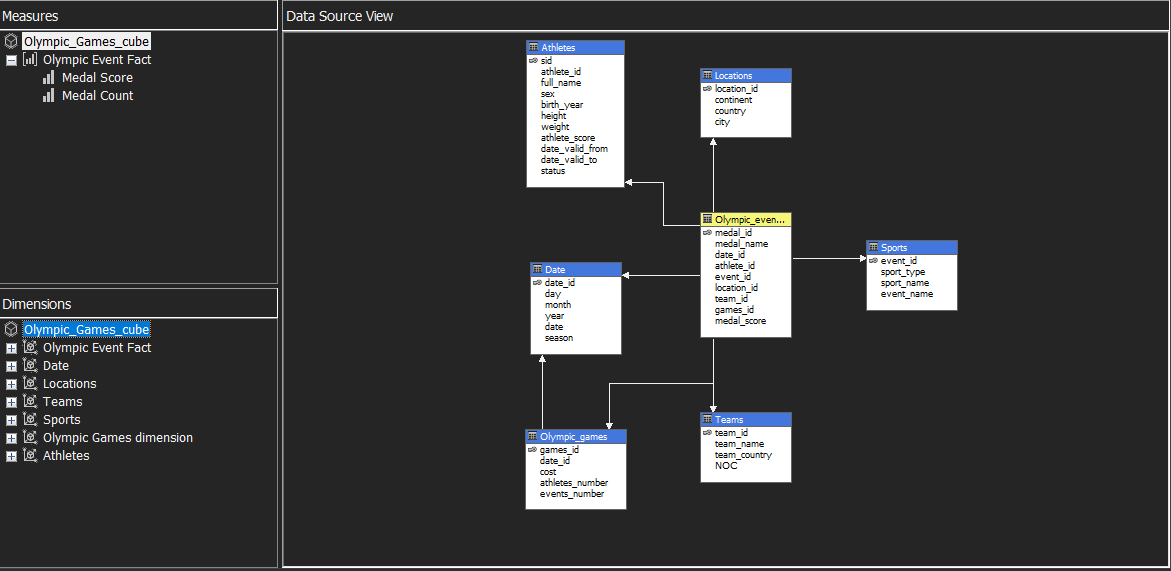 Measures
Olympic_Games_cube
Olympic Event Fact
Medal Score
Medal Count
Dimensions
Olympic_Games_cube
Olympic Event Fact
Date
Locations
Teams
Sports
Olympic Games dimension
Athletes
Data Source View
Athletes
sid
athlete_id
full_name
sex
birth_year
height
weight
athlete_score
date_valid_from
date_valid_to
status
Locations
location_id
continent
country
city
Olympic_even...
medal_id
medal_name
date_id
athlete_id
event_id
location_id
team_id
games_id
medal_score
Sports
event_id
sport_type
sport_name
event_name
Date
date_id
day
month
year
date
season
Olympic_games
games_id
date_id
cost
athletes_number
events_number
Teams
team_id
team_name
team_country
NOC